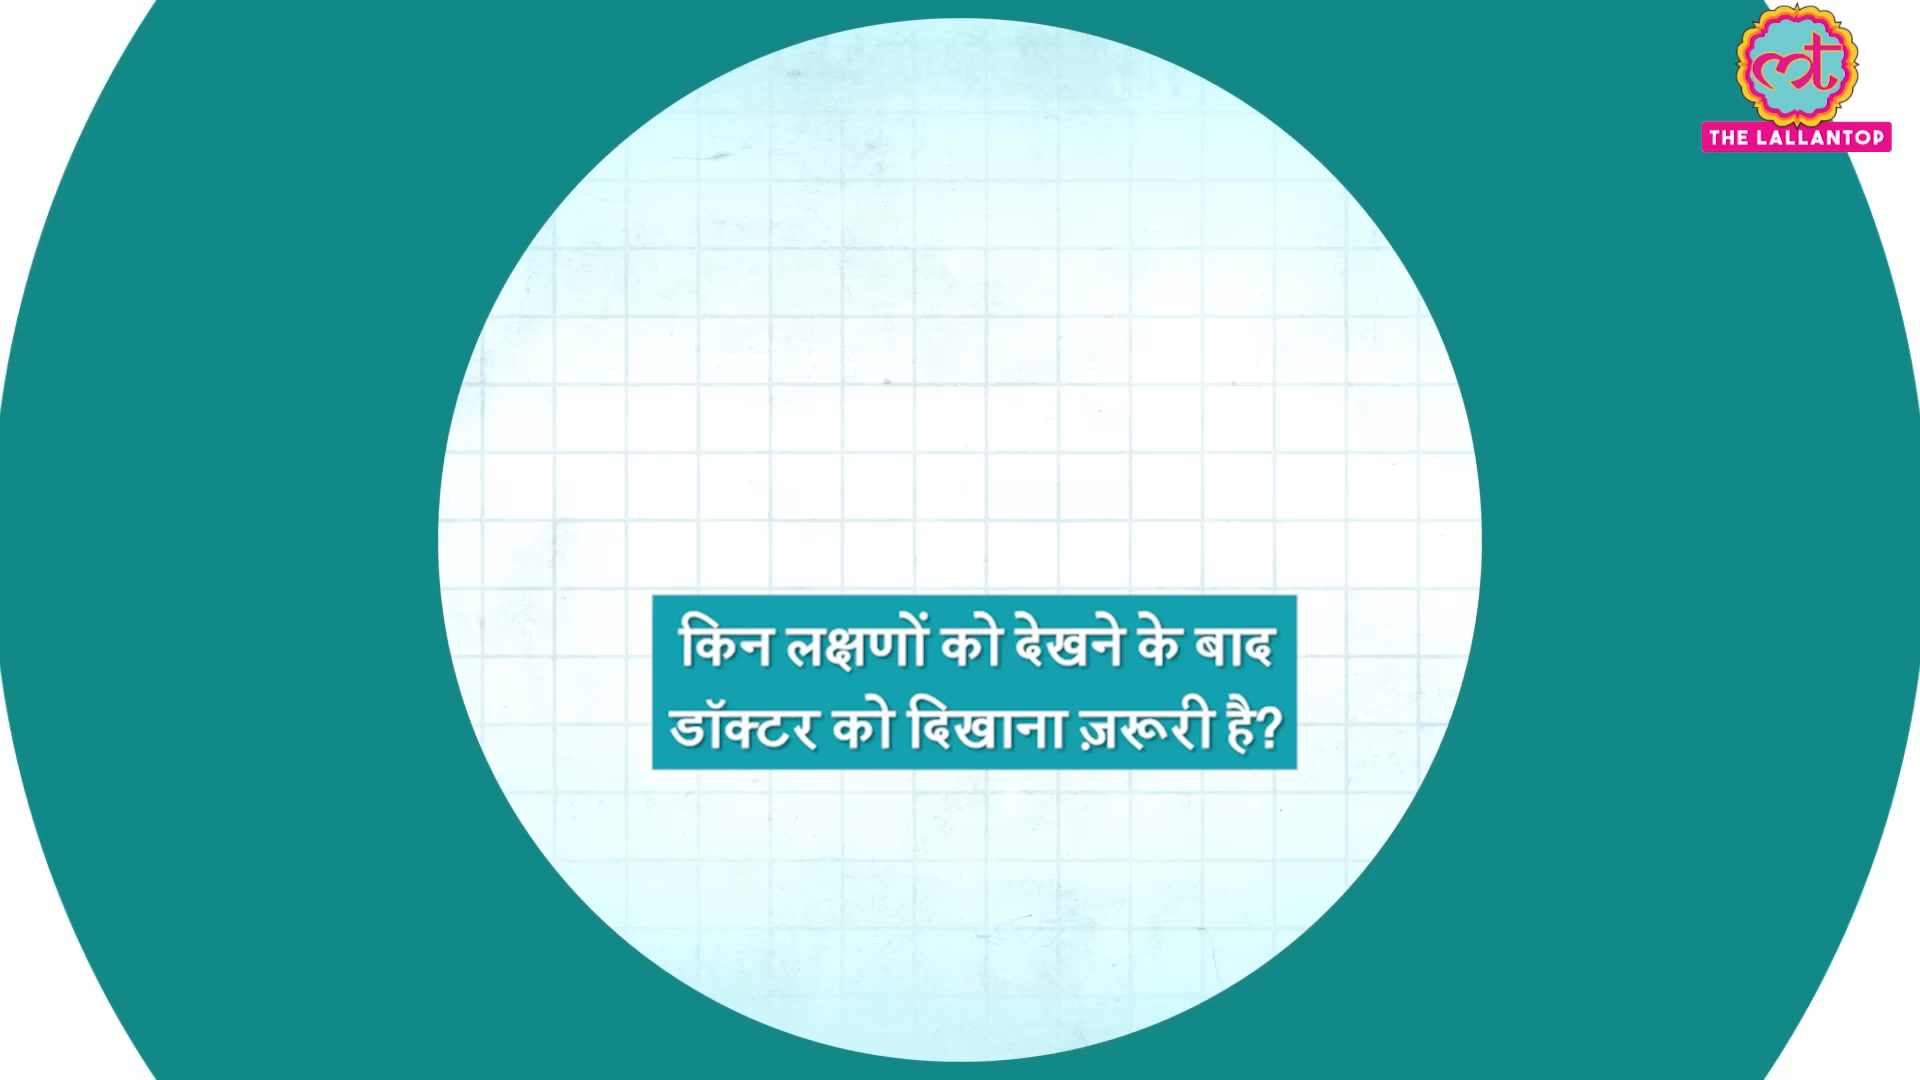 THE LALLANTOP
किन लक्षणों को देखने के बाद
डॉक्टर को दिखाना ज़रूरी है?